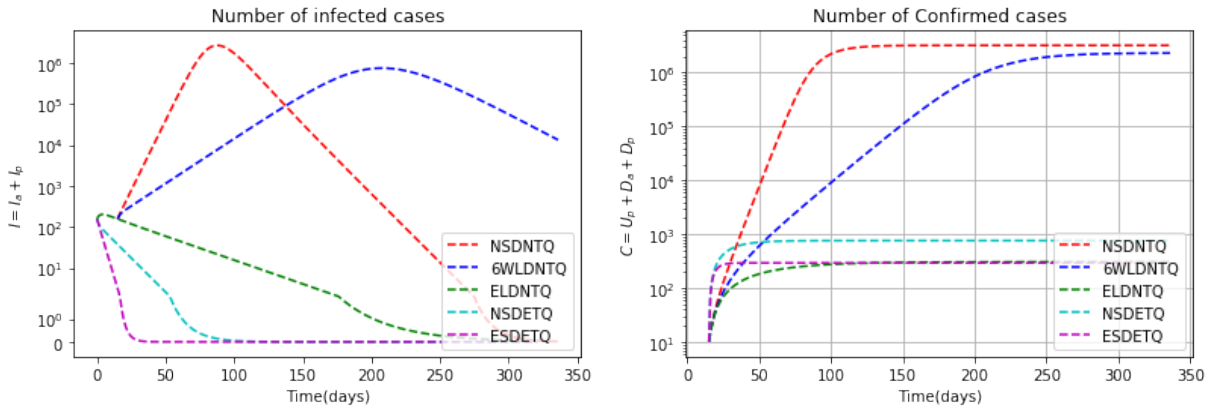 Number of infected cases
I = I_a + I_p
10^6
10^5
10^4
10^3
10^2
10^1
10^0
0
0 50 100 150 200 250 300 350
Time(days)
NSDNTQ
6WLDNTQ
ELDNTQ
NSDETQ
ESDETQ
Number of Confirmed cases
C = U_p + D_a + D_p
10^6
10^5
10^4
10^3
10^2
10^1
0 50 100 150 200 250 300 350
Time(days)
NSDNTQ
6WLDNTQ
ELDNTQ
NSDETQ
ESDETQ